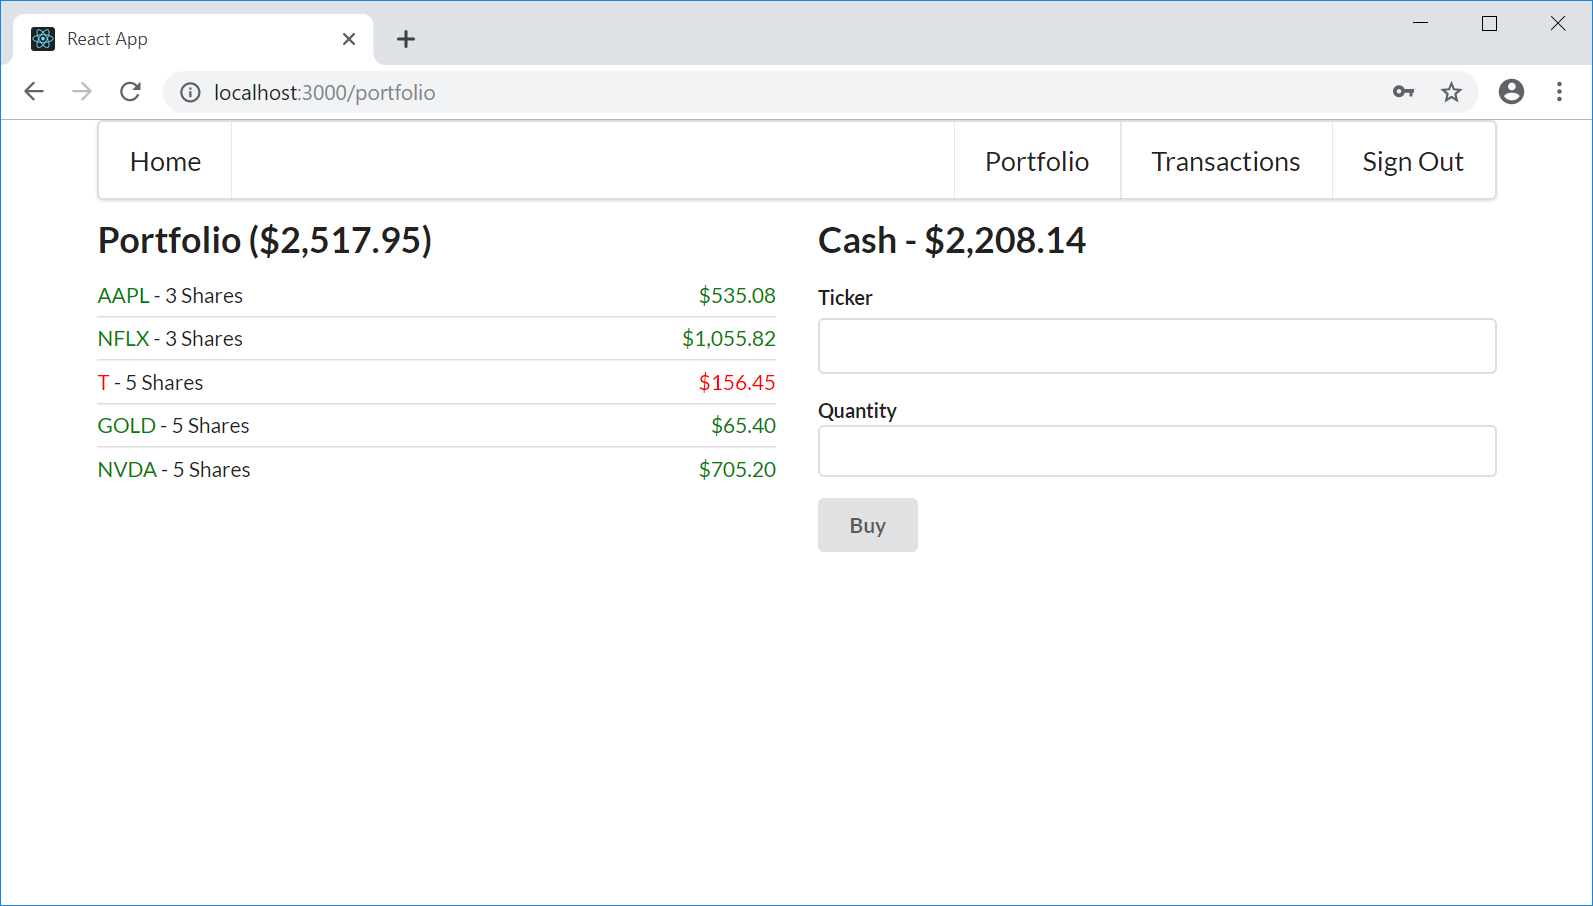 React App
localhost:3000/portfolio
Home
Portfolio
Transactions
Sign Out
Portfolio ($2,517.95)
AAPL - 3 Shares $535.08
NFLX - 3 Shares $1,055.82
T - 5 Shares $156.45
GOLD - 5 Shares $65.40
NVDA - 5 Shares $705.20
Cash - $2,208.14
Ticker
Quantity
Buy